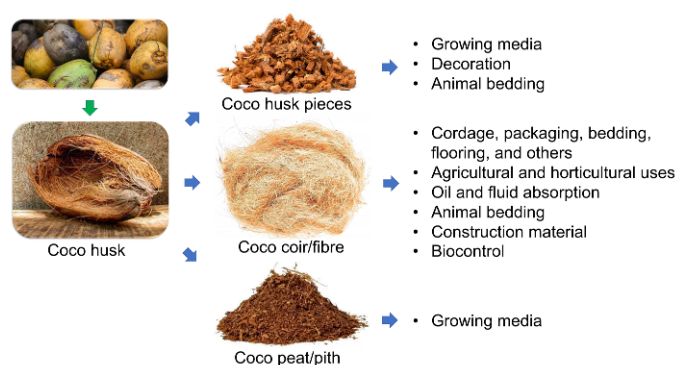 Coco husk pieces
• Growing media
• Decoration
• Animal bedding
Coco husk
Coco coir/fibre
• Cordage, packaging, bedding,
flooring, and others
• Agricultural and horticultural uses
• Oil and fluid absorption
• Animal bedding
• Construction material
• Biocontrol
Coco peat/pith
• Growing media